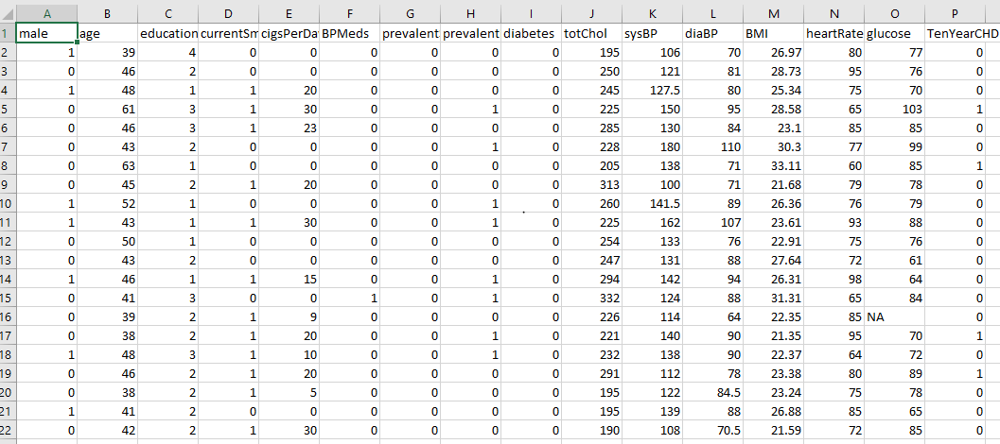 A B C D E F G H I J K L M N O P
1 male age education currentSm cigsPerDa BPMeds prevalent prevalent diabetes totChol sysBP diaBP BMI heartRate glucose TenYearCHD
2 1 39 4 0 0 0 0 0 0 195 106 70 26.97 80 77 0
3 0 46 2 0 0 0 0 0 0 250 121 81 28.73 95 76 0
4 1 48 1 1 20 0 0 0 0 245 127.5 80 25.34 75 70 0
5 0 61 3 1 30 0 0 1 0 225 150 95 28.58 65 103 1
6 0 46 3 1 23 0 0 0 0 285 130 84 23.1 85 85 0
7 0 43 2 0 0 0 0 1 0 228 180 110 30.3 77 99 0
8 0 63 1 0 0 0 0 0 0 205 138 71 33.11 60 85 1
9 0 45 2 1 20 0 0 0 0 313 100 71 21.68 79 78 0
10 1 52 1 0 0 0 0 1 0 260 141.5 89 26.36 76 79 0
11 1 43 1 1 30 0 0 1 0 225 162 107 23.61 93 88 0
12 0 50 1 0 0 0 0 0 0 254 133 76 22.91 75 76 0
13 0 43 2 0 0 0 0 0 0 247 131 88 27.64 72 61 0
14 1 46 1 1 15 0 0 1 0 294 142 94 26.31 98 64 0
15 0 41 3 0 0 1 0 1 0 332 124 88 31.31 65 84 0
16 0 39 2 1 9 0 0 0 0 226 114 64 22.35 85 NA 0
17 0 38 2 1 20 0 0 1 0 221 140 90 21.35 95 70 1
18 1 48 3 1 10 0 0 1 0 232 138 90 22.37 64 72 0
19 0 46 2 1 20 0 0 0 0 291 112 78 23.38 80 89 1
20 0 38 2 1 5 0 0 0 0 195 122 84.5 23.24 75 78 0
21 1 41 2 0 0 0 0 0 0 195 139 88 26.88 85 65 0
22 0 42 2 1 30 0 0 0 0 190 108 70.5 21.59 72 85 0